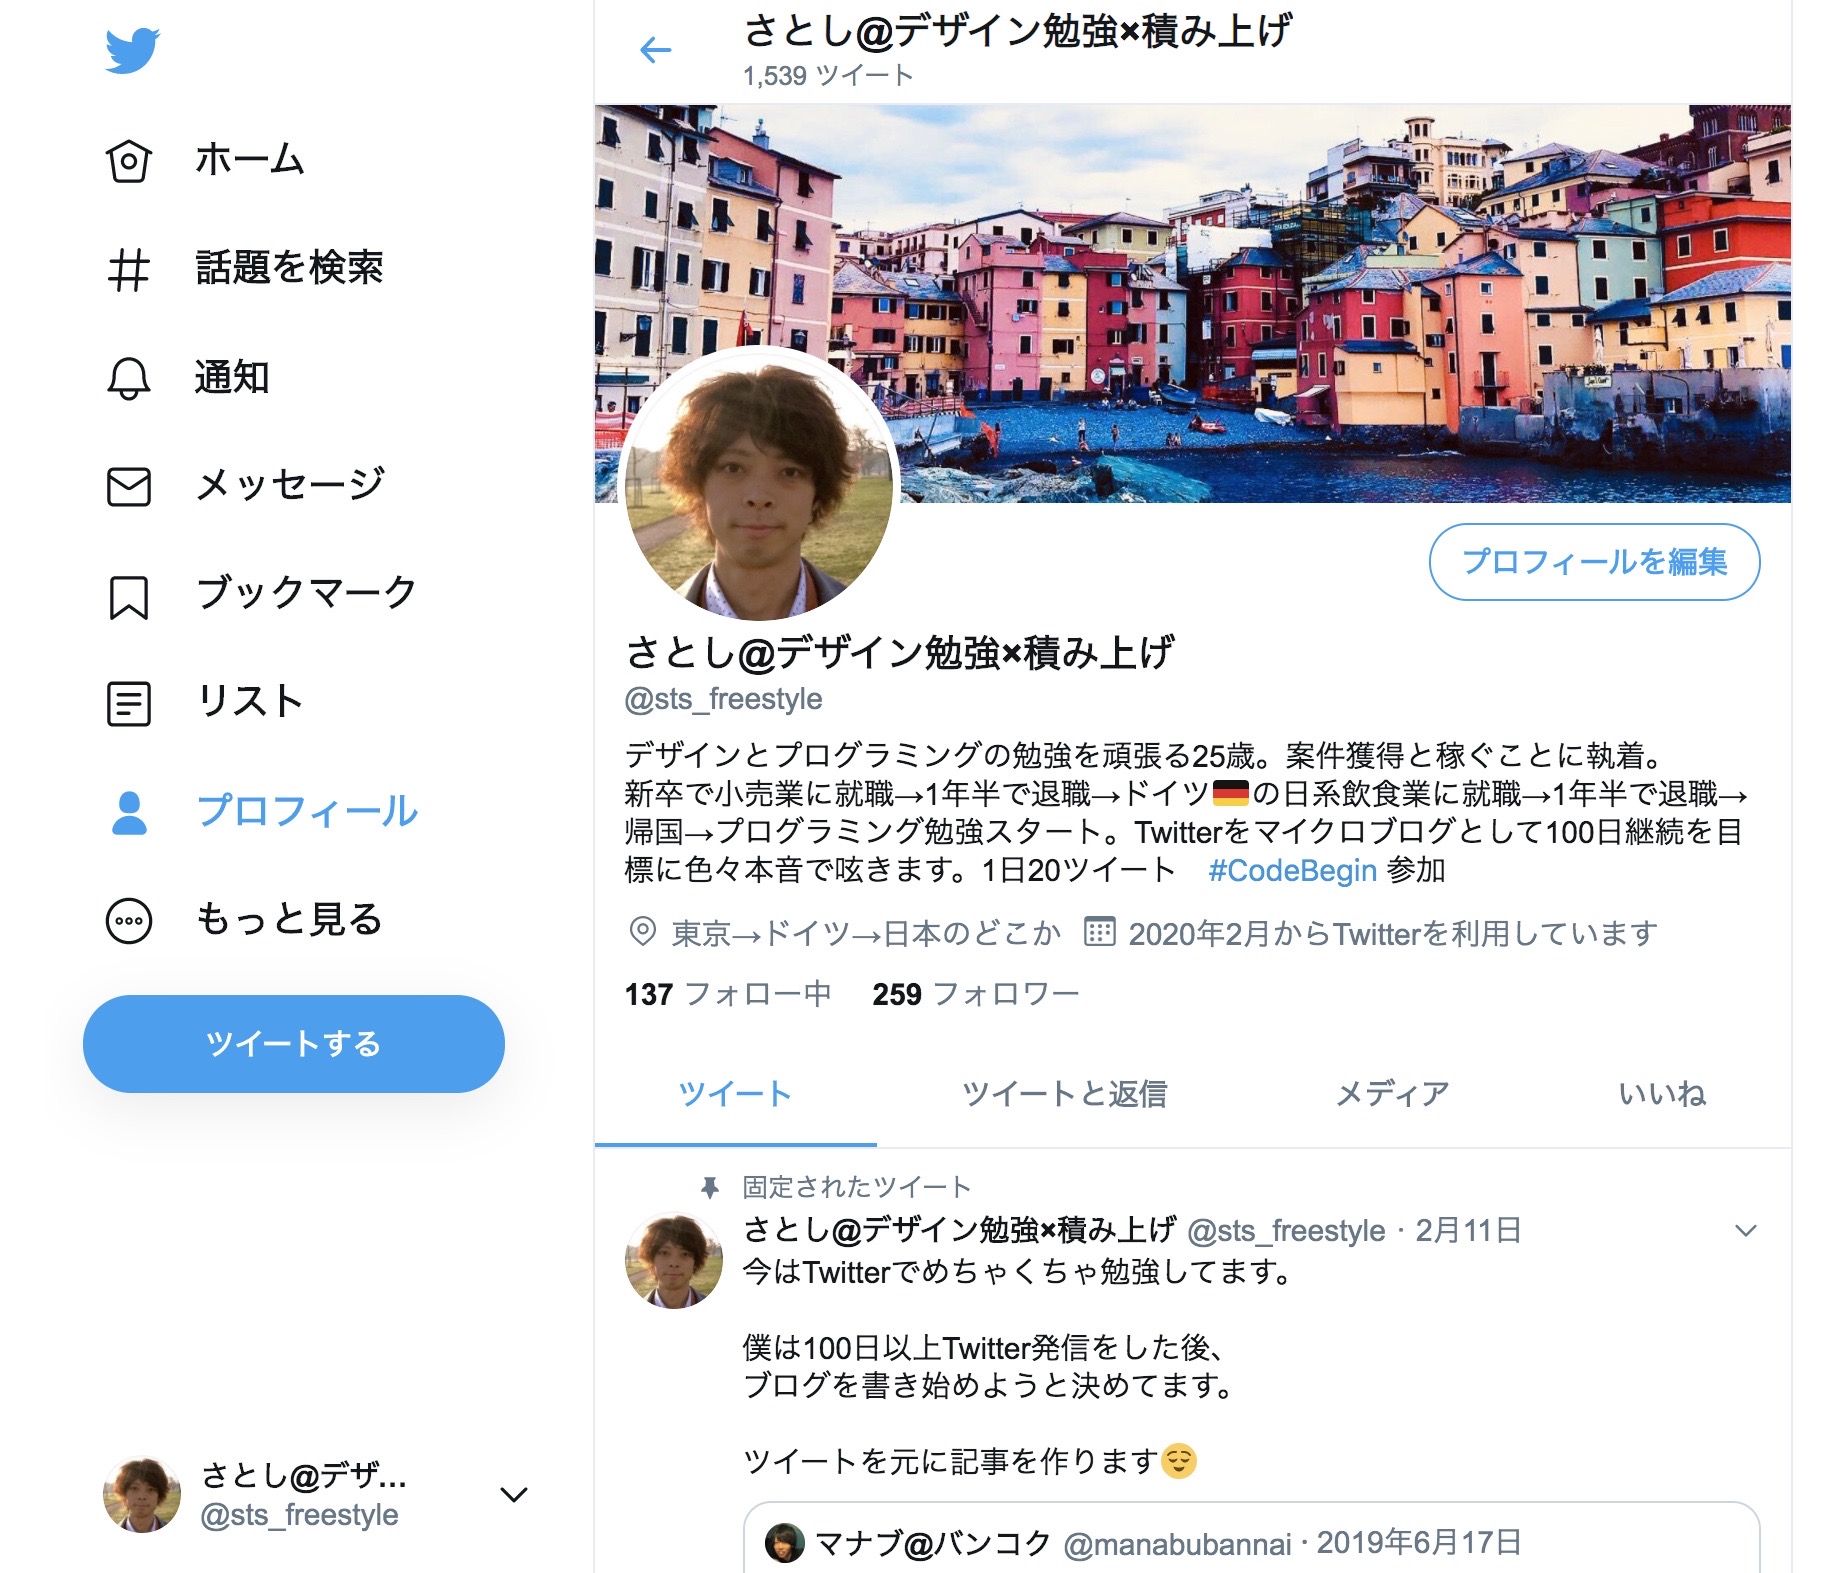 さとし@デザイン勉強×積み上げ
1,539 ツイート
ホーム
話題を検索
通知
メッセージ
ブックマーク
リスト
プロフィール
もっと見る
ツイートする
さとし@デザ...
@sts_freestyle
プロフィールを編集
さとし@デザイン勉強×積み上げ
@sts_freestyle
デザインとプログラミングの勉強を頑張る25歳。案件獲得と稼ぐことに執着。
新卒で小売業に就職→1年半で退職→ドイツ🇩🇪の日系飲食業に就職→1年半で退職→
帰国→プログラミング勉強スタート。Twitterをマイクロブログとして100日継続を目
標に色々本音で呟きます。1日20ツイート　#CodeBegin 参加
東京→ドイツ→日本のどこか 2020年2月からTwitterを利用しています
137 フォロー中 259 フォロワー
ツイート ツイートと返信 メディア いいね
固定されたツイート
さとし@デザイン勉強×積み上げ @sts_freestyle · 2月11日
今はTwitterでめちゃくちゃ勉強してます。
僕は100日以上Twitter発信をした後、
ブログを書き始めようと決めてます。
ツイートを元に記事を作ります😌
マナブ@バンコク @manabubannai · 2019年6月17日